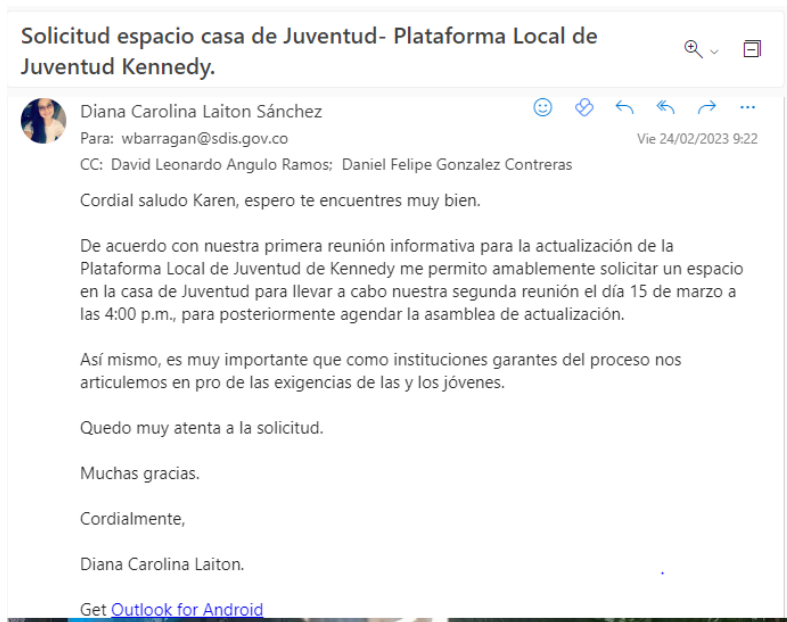 Solicitud espacio casa de Juventud- Plataforma Local de
Juventud Kennedy.
Diana Carolina Laiton Sánchez
Para: wbarragan@sdis.gov.co
Vie 24/02/2023 9:22
CC: David Leonardo Angulo Ramos; Daniel Felipe Gonzalez Contreras
Cordial saludo Karen, espero te encuentres muy bien.
De acuerdo con nuestra primera reunión informativa para la actualización de la
Plataforma Local de Juventud de Kennedy me permito amablemente solicitar un espacio
en la casa de Juventud para llevar a cabo nuestra segunda reunión el día 15 de marzo a
las 4:00 p.m., para posteriormente agendar la asamblea de actualización.
Así mismo, es muy importante que como instituciones garantes del proceso nos
articulemos en pro de las exigencias de las y los jóvenes.
Quedo muy atenta a la solicitud.
Muchas gracias.
Cordialmente,
Diana Carolina Laiton.
Get Outlook for Android